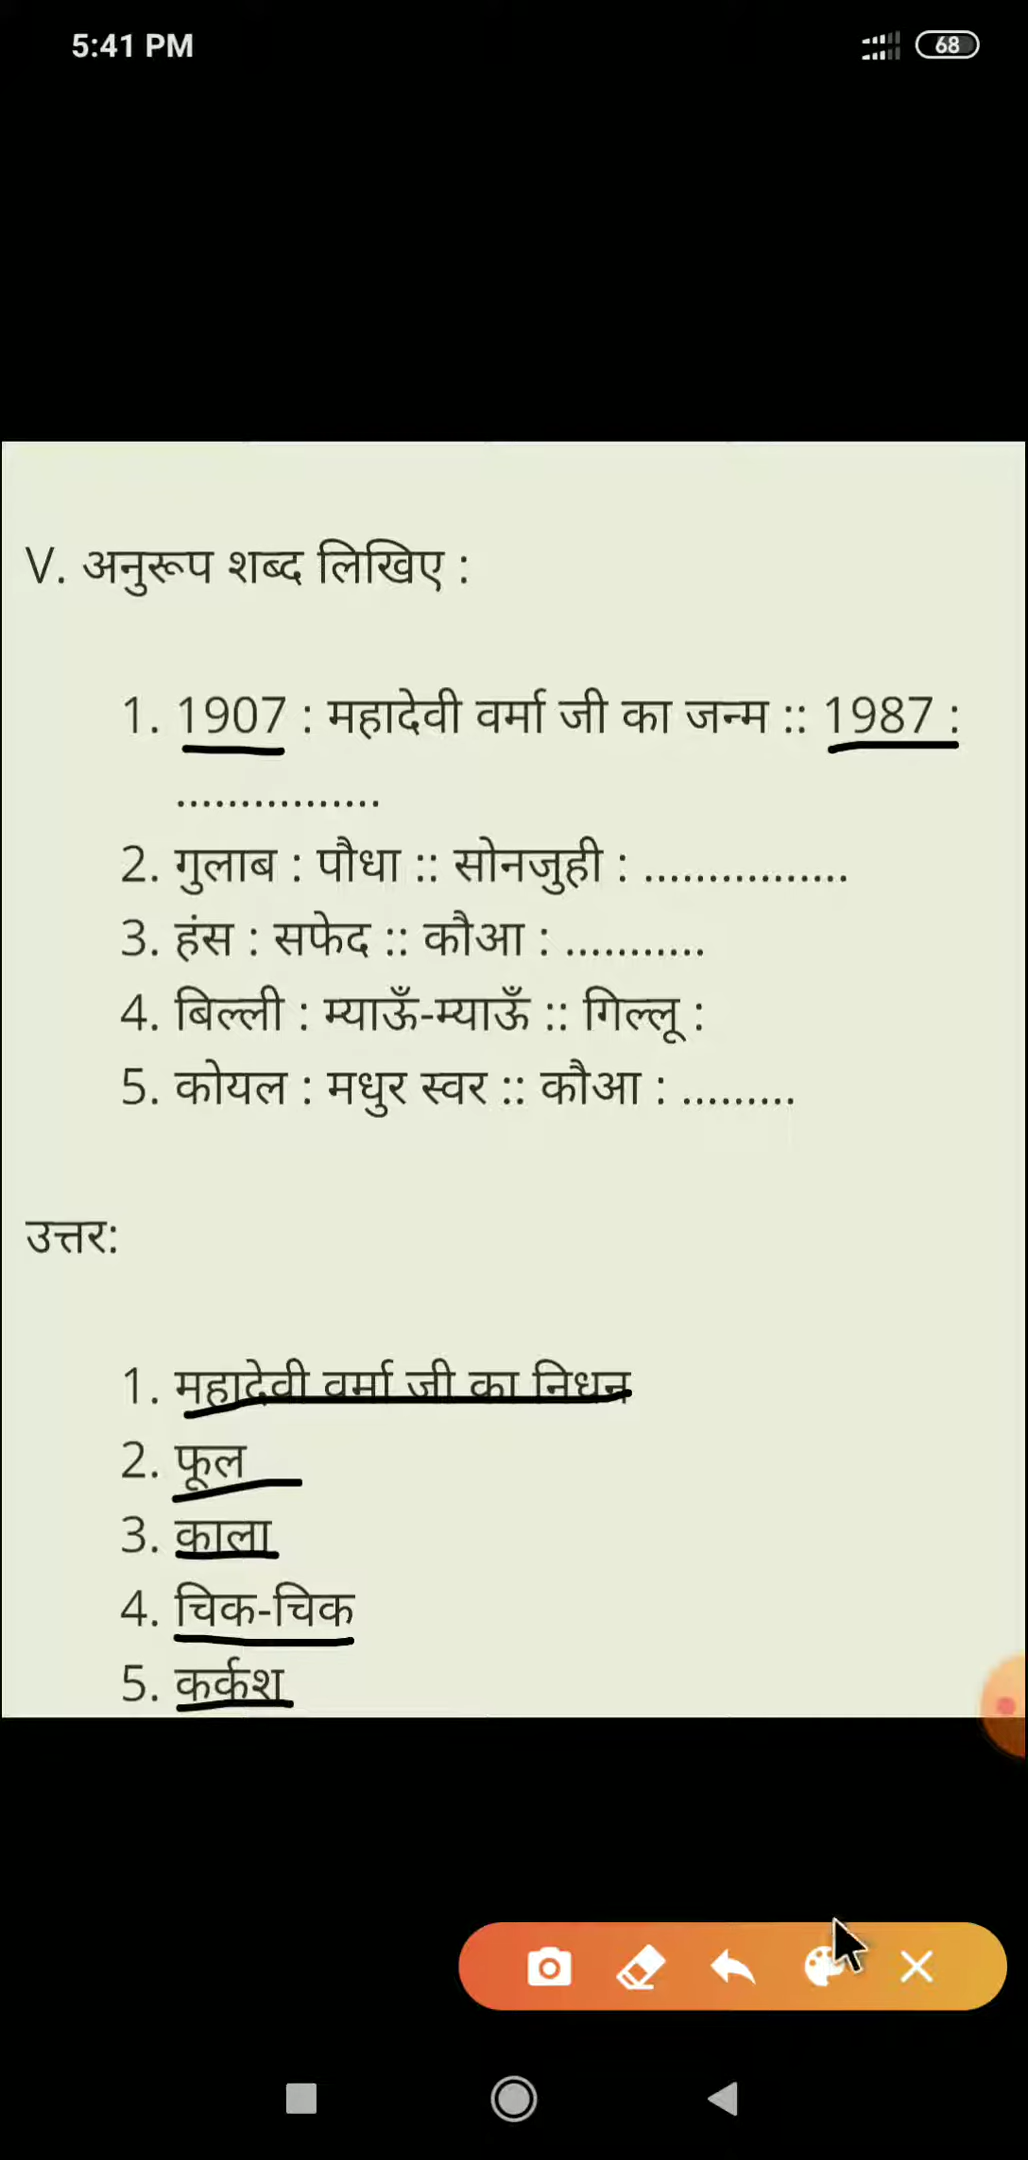 5:41 PM
68
V. अनुरूप शब्द लिखिए :
1. 1907 : महादेवी वर्मा जी का जन्म :: 1987 :
................
2. गुलाब : पौधा :: सोनजुही : ................
3. हंस : सफेद :: कौआ : ...........
4. बिल्ली : म्याऊँ-म्याऊँ :: गिल्लू :
5. कोयल : मधुर स्वर :: कौआ : .........
उत्तर:
1. महादेवी वर्मा जी का निधन
2. फूल
3. काला
4. चिक-चिक
5. कर्कश